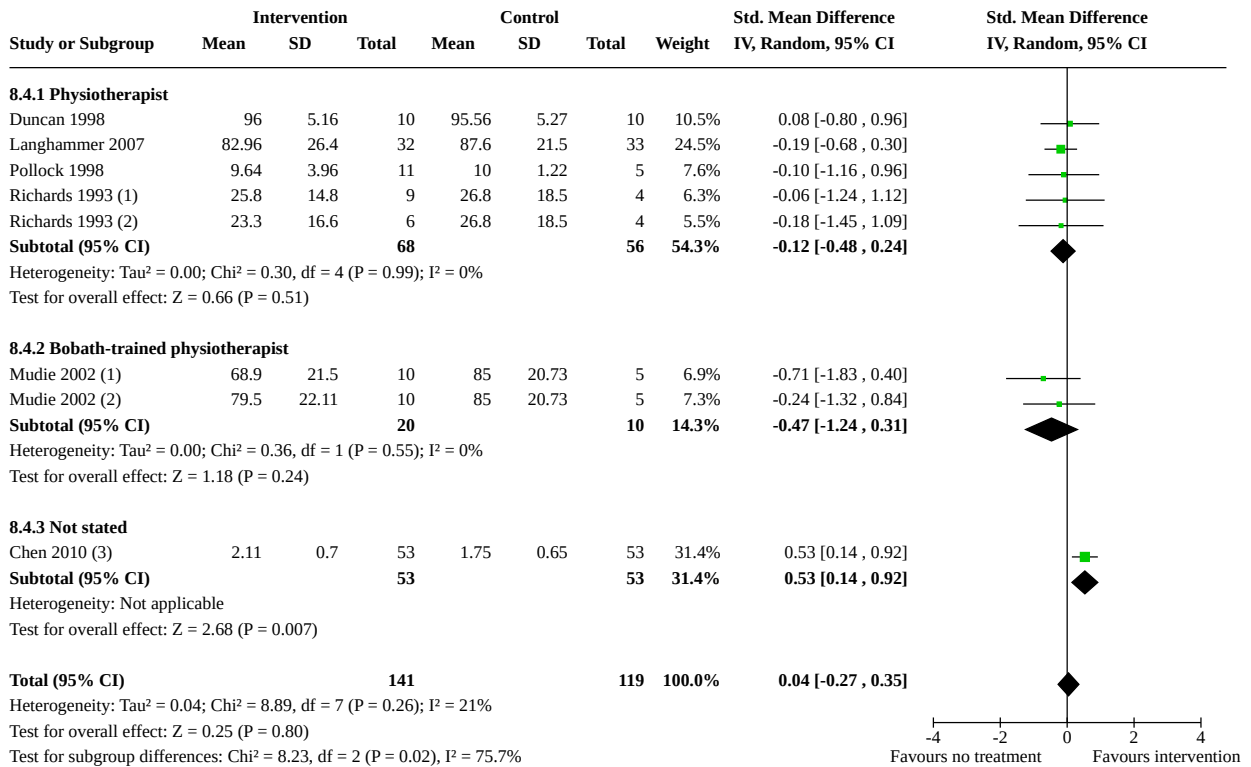 Intervention Control Std. Mean Difference Std. Mean Difference
Study or Subgroup Mean SD Total Mean SD Total Weight IV, Random, 95% CI IV, Random, 95% CI
8.4.1 Physiotherapist
Duncan 1998 96 5.16 10 95.56 5.27 10 10.5% 0.08 [-0.80 , 0.96]
Langhammer 2007 82.96 26.4 32 87.6 21.5 33 24.5% -0.19 [-0.68 , 0.30]
Pollock 1998 9.64 3.96 11 10 1.22 5 7.6% -0.10 [-1.16 , 0.96]
Richards 1993 (1) 25.8 14.8 9 26.8 18.5 4 6.3% -0.06 [-1.24 , 1.12]
Richards 1993 (2) 23.3 16.6 6 26.8 18.5 4 5.5% -0.18 [-1.45 , 1.09]
Subtotal (95% CI) 68 56 54.3% -0.12 [-0.48 , 0.24]
Heterogeneity: Tau² = 0.00; Chi² = 0.30, df = 4 (P = 0.99); I² = 0%
Test for overall effect: Z = 0.66 (P = 0.51)
8.4.2 Bobath-trained physiotherapist
Mudie 2002 (1) 68.9 21.5 10 85 20.73 5 6.9% -0.71 [-1.83 , 0.40]
Mudie 2002 (2) 79.5 22.11 10 85 20.73 5 7.3% -0.24 [-1.32 , 0.84]
Subtotal (95% CI) 20 10 14.3% -0.47 [-1.24 , 0.31]
Heterogeneity: Tau² = 0.00; Chi² = 0.36, df = 1 (P = 0.55); I² = 0%
Test for overall effect: Z = 1.18 (P = 0.24)
8.4.3 Not stated
Chen 2010 (3) 2.11 0.7 53 1.75 0.65 53 31.4% 0.53 [0.14 , 0.92]
Subtotal (95% CI) 53 53 31.4% 0.53 [0.14 , 0.92]
Heterogeneity: Not applicable
Test for overall effect: Z = 2.68 (P = 0.007)
Total (95% CI) 141 119 100.0% 0.04 [-0.27 , 0.35]
Heterogeneity: Tau² = 0.04; Chi² = 8.89, df = 7 (P = 0.26); I² = 21%
Test for overall effect: Z = 0.25 (P = 0.80)
-4 -2 0 2 4
Test for subgroup differences: Chi² = 8.23, df = 2 (P = 0.02), I² = 75.7%
Favours no treatment Favours intervention